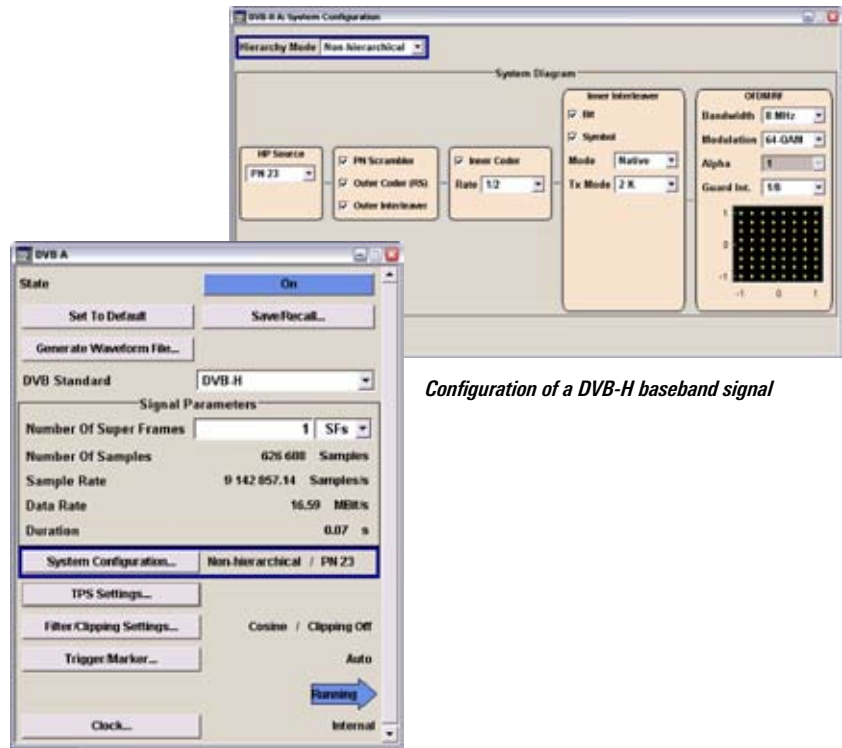 DVB-H A: System Configuration
Hierarchy Mode Non-hierarchical
System Diagram
HP Source
PN 23
PN Scrambler
Outer Coder (RS)
Outer Interleaver
Inner Coder
Rate 1/2
Inner Interleaver
Bit
Symbol
Mode Native
Tx Mode 2 K
OFDM/RF
Bandwidth 8 MHz
Modulation 64-QAM
Alpha 1
Guard Int. 1/8
1
0
-1
-1 0 1
DVB A
State On
Set To Default Save/Recall...
Generate Waveform File...
DVB Standard DVB-H
Signal Parameters
Number Of Super Frames 1 SFs
Number Of Samples 626 688 Samples
Sample Rate 9 142 857.14 Samples/s
Data Rate 16.59 MBit/s
Duration 0.07 s
System Configuration... Non-hierarchical / PN 23
TPS Settings...
Filter/Clipping Settings... Cosine / Clipping Off
Trigger/Marker... Auto
Running
Clock... Internal
Configuration of a DVB-H baseband signal